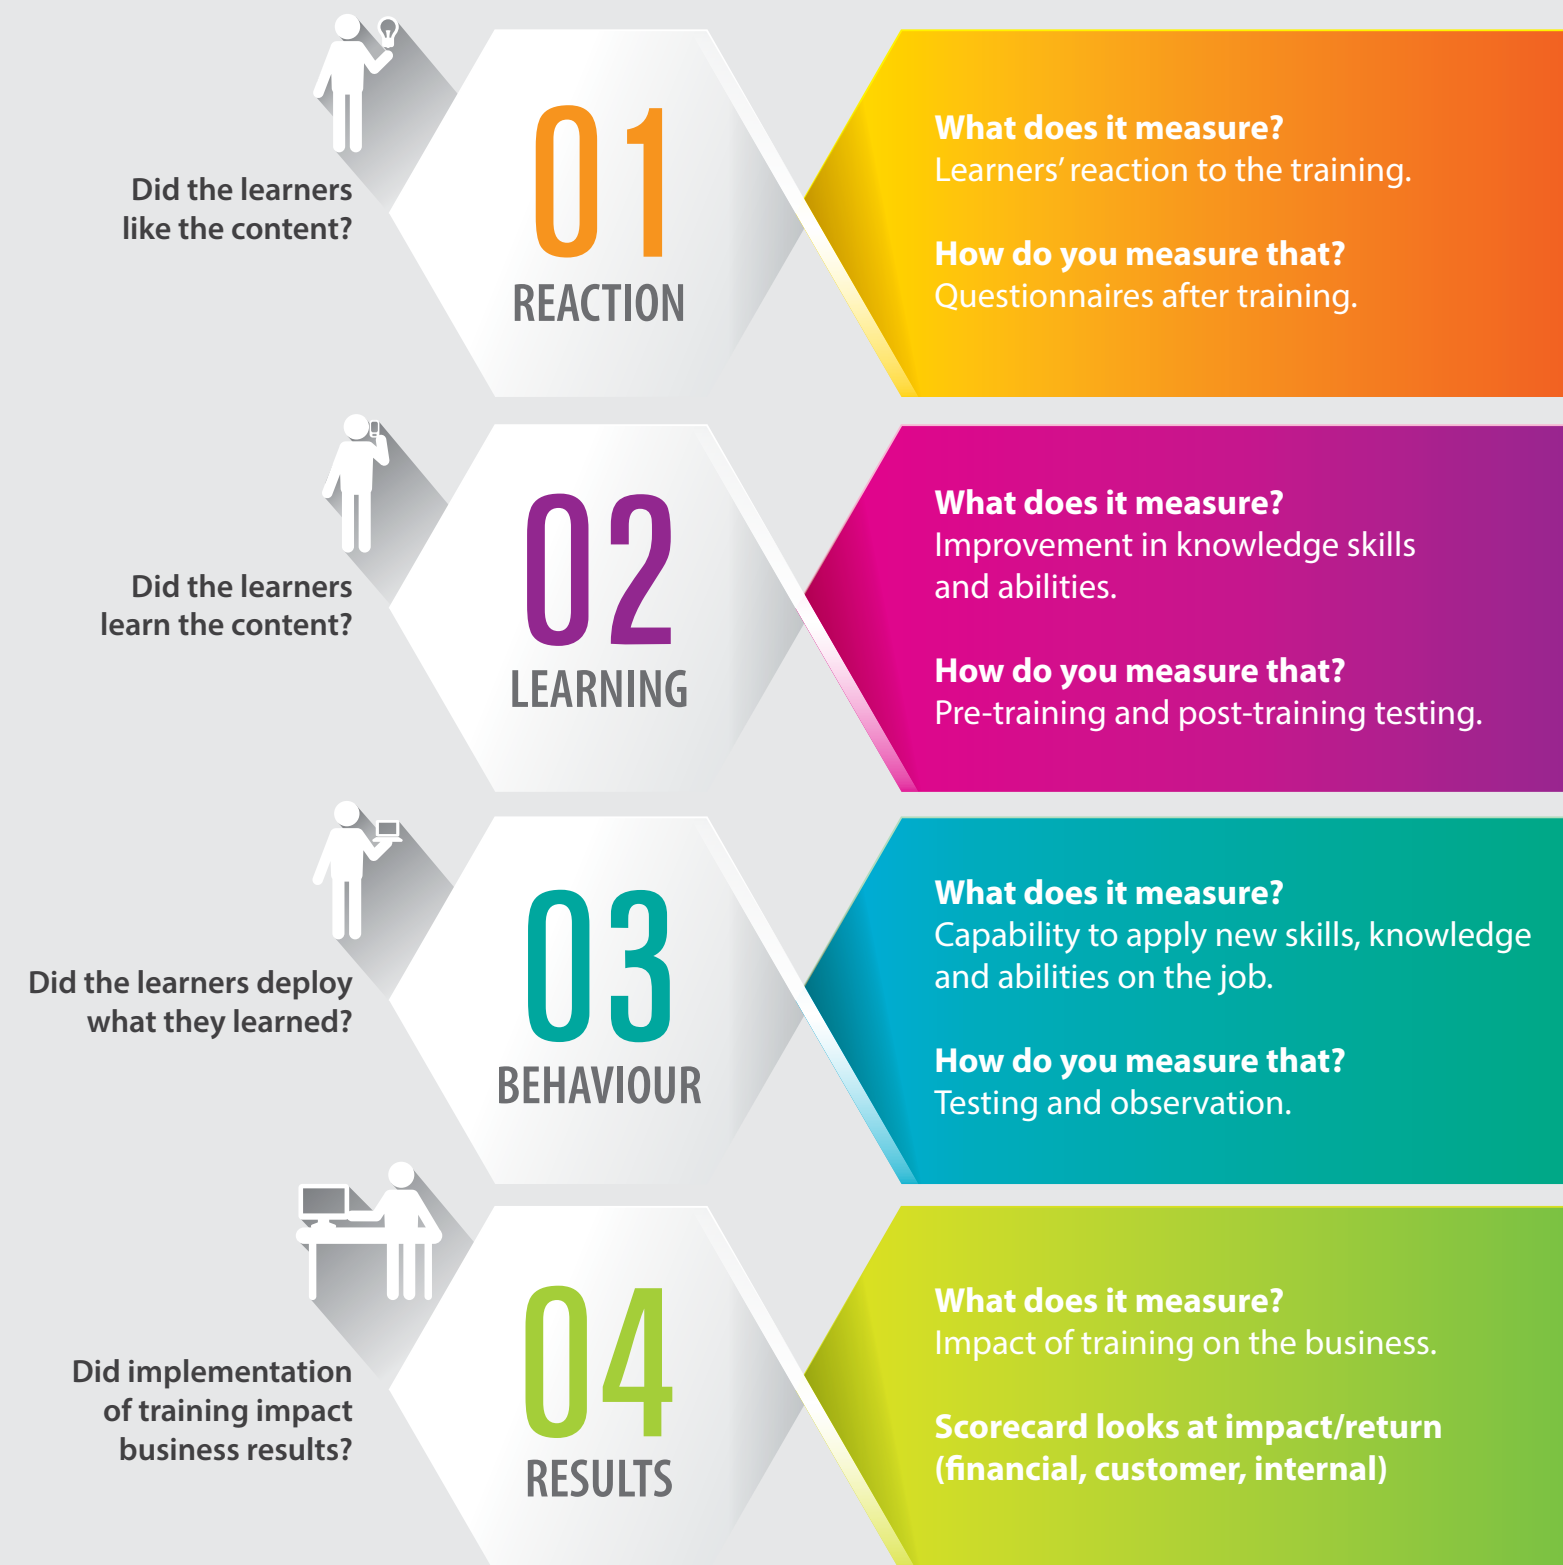 Did the learners
like the content?
01
REACTION
What does it measure?
Learners’ reaction to the training.
How do you measure that?
Questionnaires after training.
Did the learners
learn the content?
02
LEARNING
What does it measure?
Improvement in knowledge skills
and abilities.
How do you measure that?
Pre-training and post-training testing.
Did the learners deploy
what they learned?
03
BEHAVIOUR
What does it measure?
Capability to apply new skills, knowledge
and abilities on the job.
How do you measure that?
Testing and observation.
Did implementation
of training impact
business results?
04
RESULTS
What does it measure?
Impact of training on the business.
Scorecard looks at impact/return
(financial, customer, internal)